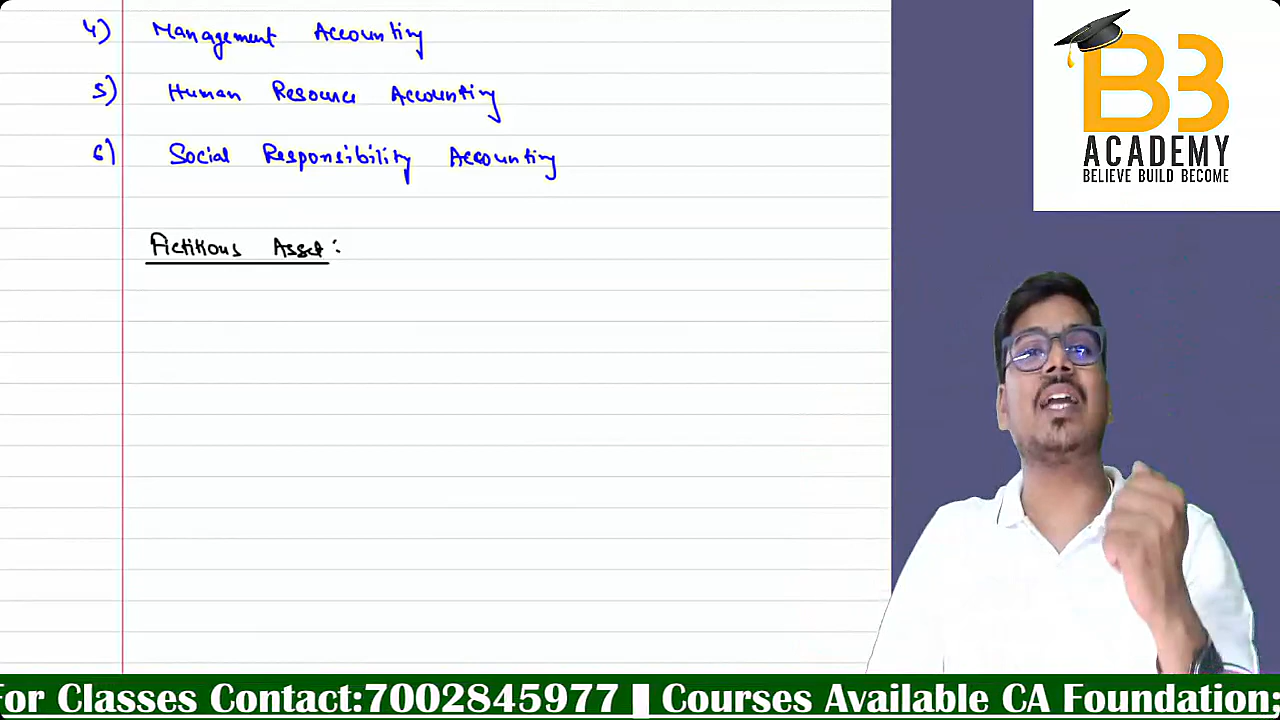 4) Management Accounting
5) Human Resource Accounting
6) Social Responsibility Accounting
Fictitious Asset:
B3
ACADEMY
BELIEVE BUILD BECOME
For Classes Contact:7002845977 || Courses Available CA Foundation;